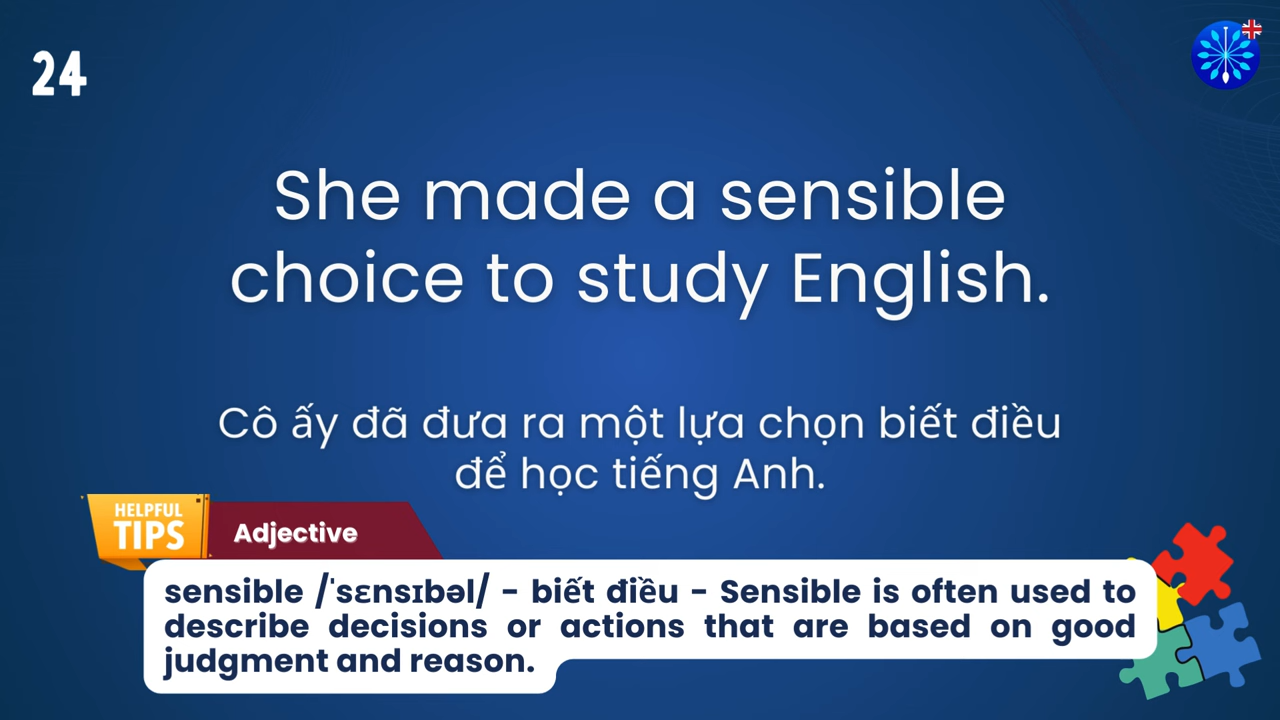 24
She made a sensible
choice to study English.
Cô ấy đã đưa ra một lựa chọn biết điều
để học tiếng Anh.
HELPFUL
TIPS
Adjective
sensible /ˈsɛnsɪbəl/ - biết điều - Sensible is often used to
describe decisions or actions that are based on good
judgment and reason.